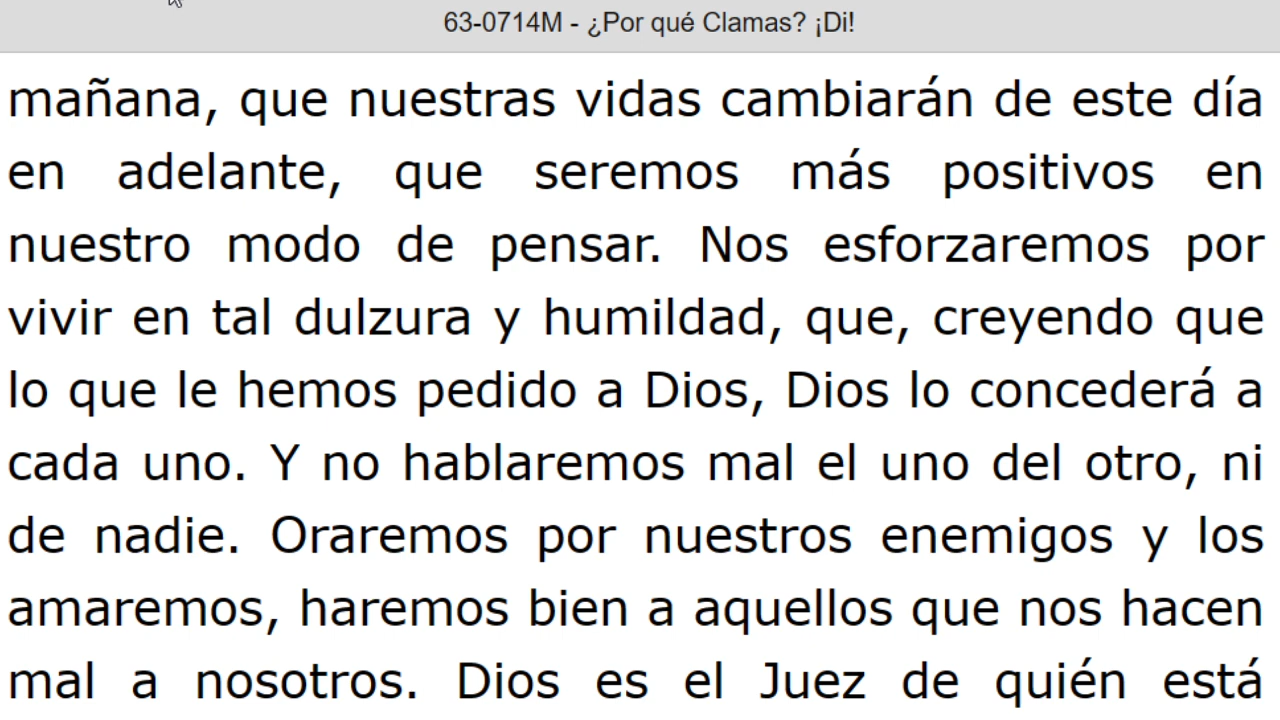 63-0714M - ¿Por qué Clamas? ¡Di!
mañana, que nuestras vidas cambiarán de este día
en adelante, que seremos más positivos en
nuestro modo de pensar. Nos esforzaremos por
vivir en tal dulzura y humildad, que, creyendo que
lo que le hemos pedido a Dios, Dios lo concederá a
cada uno. Y no hablaremos mal el uno del otro, ni
de nadie. Oraremos por nuestros enemigos y los
amaremos, haremos bien a aquellos que nos hacen
mal a nosotros. Dios es el Juez de quién está